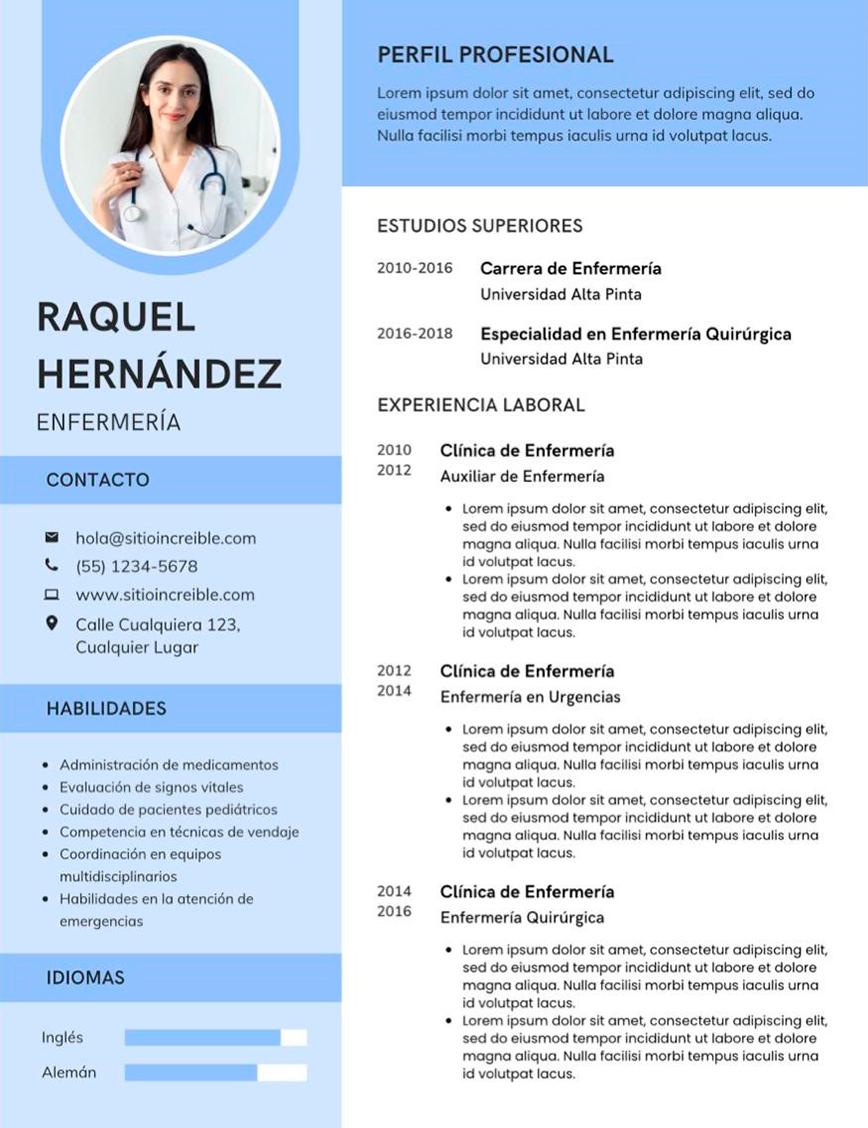 RAQUEL
HERNÁNDEZ
ENFERMERÍA
CONTACTO
hola@sitioincreible.com
(55) 1234-5678
www.sitioincreible.com
Calle Cualquiera 123,
Cualquier Lugar
HABILIDADES
• Administración de medicamentos
• Evaluación de signos vitales
• Cuidado de pacientes pediátricos
• Competencia en técnicas de vendaje
• Coordinación en equipos
multidisciplinarios
• Habilidades en la atención de
emergencias
IDIOMAS
Inglés
Alemán
PERFIL PROFESIONAL
Lorem ipsum dolor sit amet, consectetur adipiscing elit, sed do
eiusmod tempor incididunt ut labore et dolore magna aliqua.
Nulla facilisi morbi tempus iaculis urna id volutpat lacus.
ESTUDIOS SUPERIORES
2010-2016 Carrera de Enfermería
Universidad Alta Pinta
2016-2018 Especialidad en Enfermería Quirúrgica
Universidad Alta Pinta
EXPERIENCIA LABORAL
2010 Clínica de Enfermería
2012 Auxiliar de Enfermería
• Lorem ipsum dolor sit amet, consectetur adipiscing elit,
sed do eiusmod tempor incididunt ut labore et dolore
magna aliqua. Nulla facilisi morbi tempus iaculis urna
id volutpat lacus.
• Lorem ipsum dolor sit amet, consectetur adipiscing elit,
sed do eiusmod tempor incididunt ut labore et dolore
magna aliqua. Nulla facilisi morbi tempus iaculis urna
id volutpat lacus.
2012 Clínica de Enfermería
2014 Enfermería en Urgencias
• Lorem ipsum dolor sit amet, consectetur adipiscing elit,
sed do eiusmod tempor incididunt ut labore et dolore
magna aliqua. Nulla facilisi morbi tempus iaculis urna
id volutpat lacus.
• Lorem ipsum dolor sit amet, consectetur adipiscing elit,
sed do eiusmod tempor incididunt ut labore et dolore
magna aliqua. Nulla facilisi morbi tempus iaculis urna
id volutpat lacus.
2014 Clínica de Enfermería
2016 Enfermería Quirúrgica
• Lorem ipsum dolor sit amet, consectetur adipiscing elit,
sed do eiusmod tempor incididunt ut labore et dolore
magna aliqua. Nulla facilisi morbi tempus iaculis urna
id volutpat lacus.
• Lorem ipsum dolor sit amet, consectetur adipiscing elit,
sed do eiusmod tempor incididunt ut labore et dolore
magna aliqua. Nulla facilisi morbi tempus iaculis urna
id volutpat lacus.